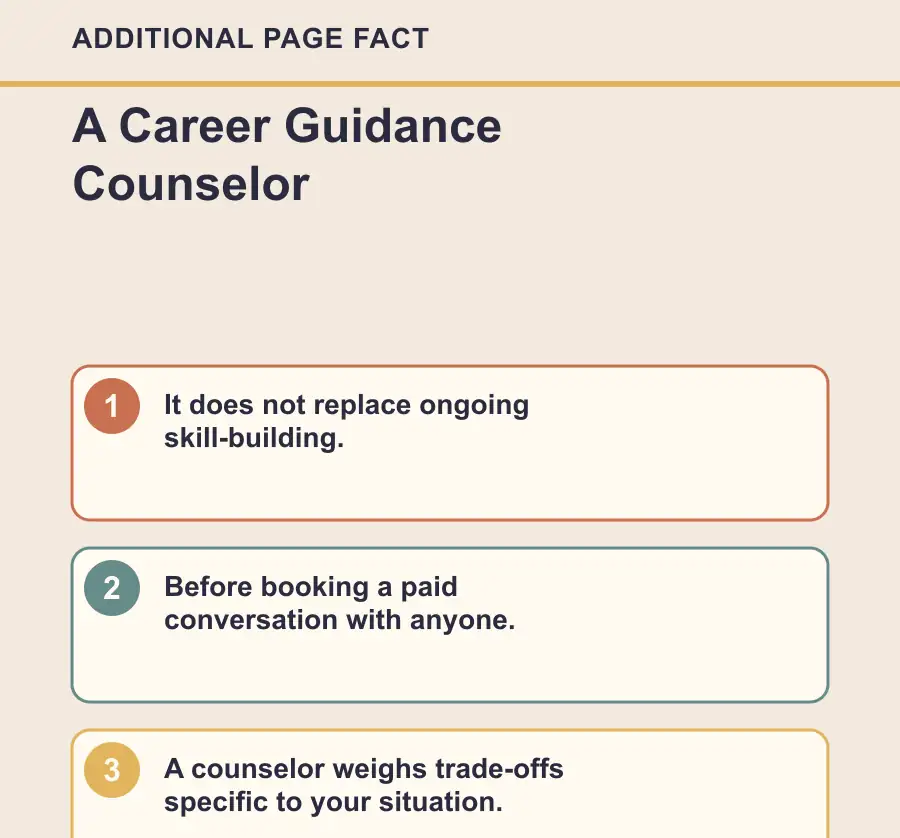 ADDITIONAL PAGE FACT
A Career Guidance
Counselor
1
It does not replace ongoing
skill-building.
2
Before booking a paid
conversation with anyone.
3
A counselor weighs trade-offs
specific to your situation.